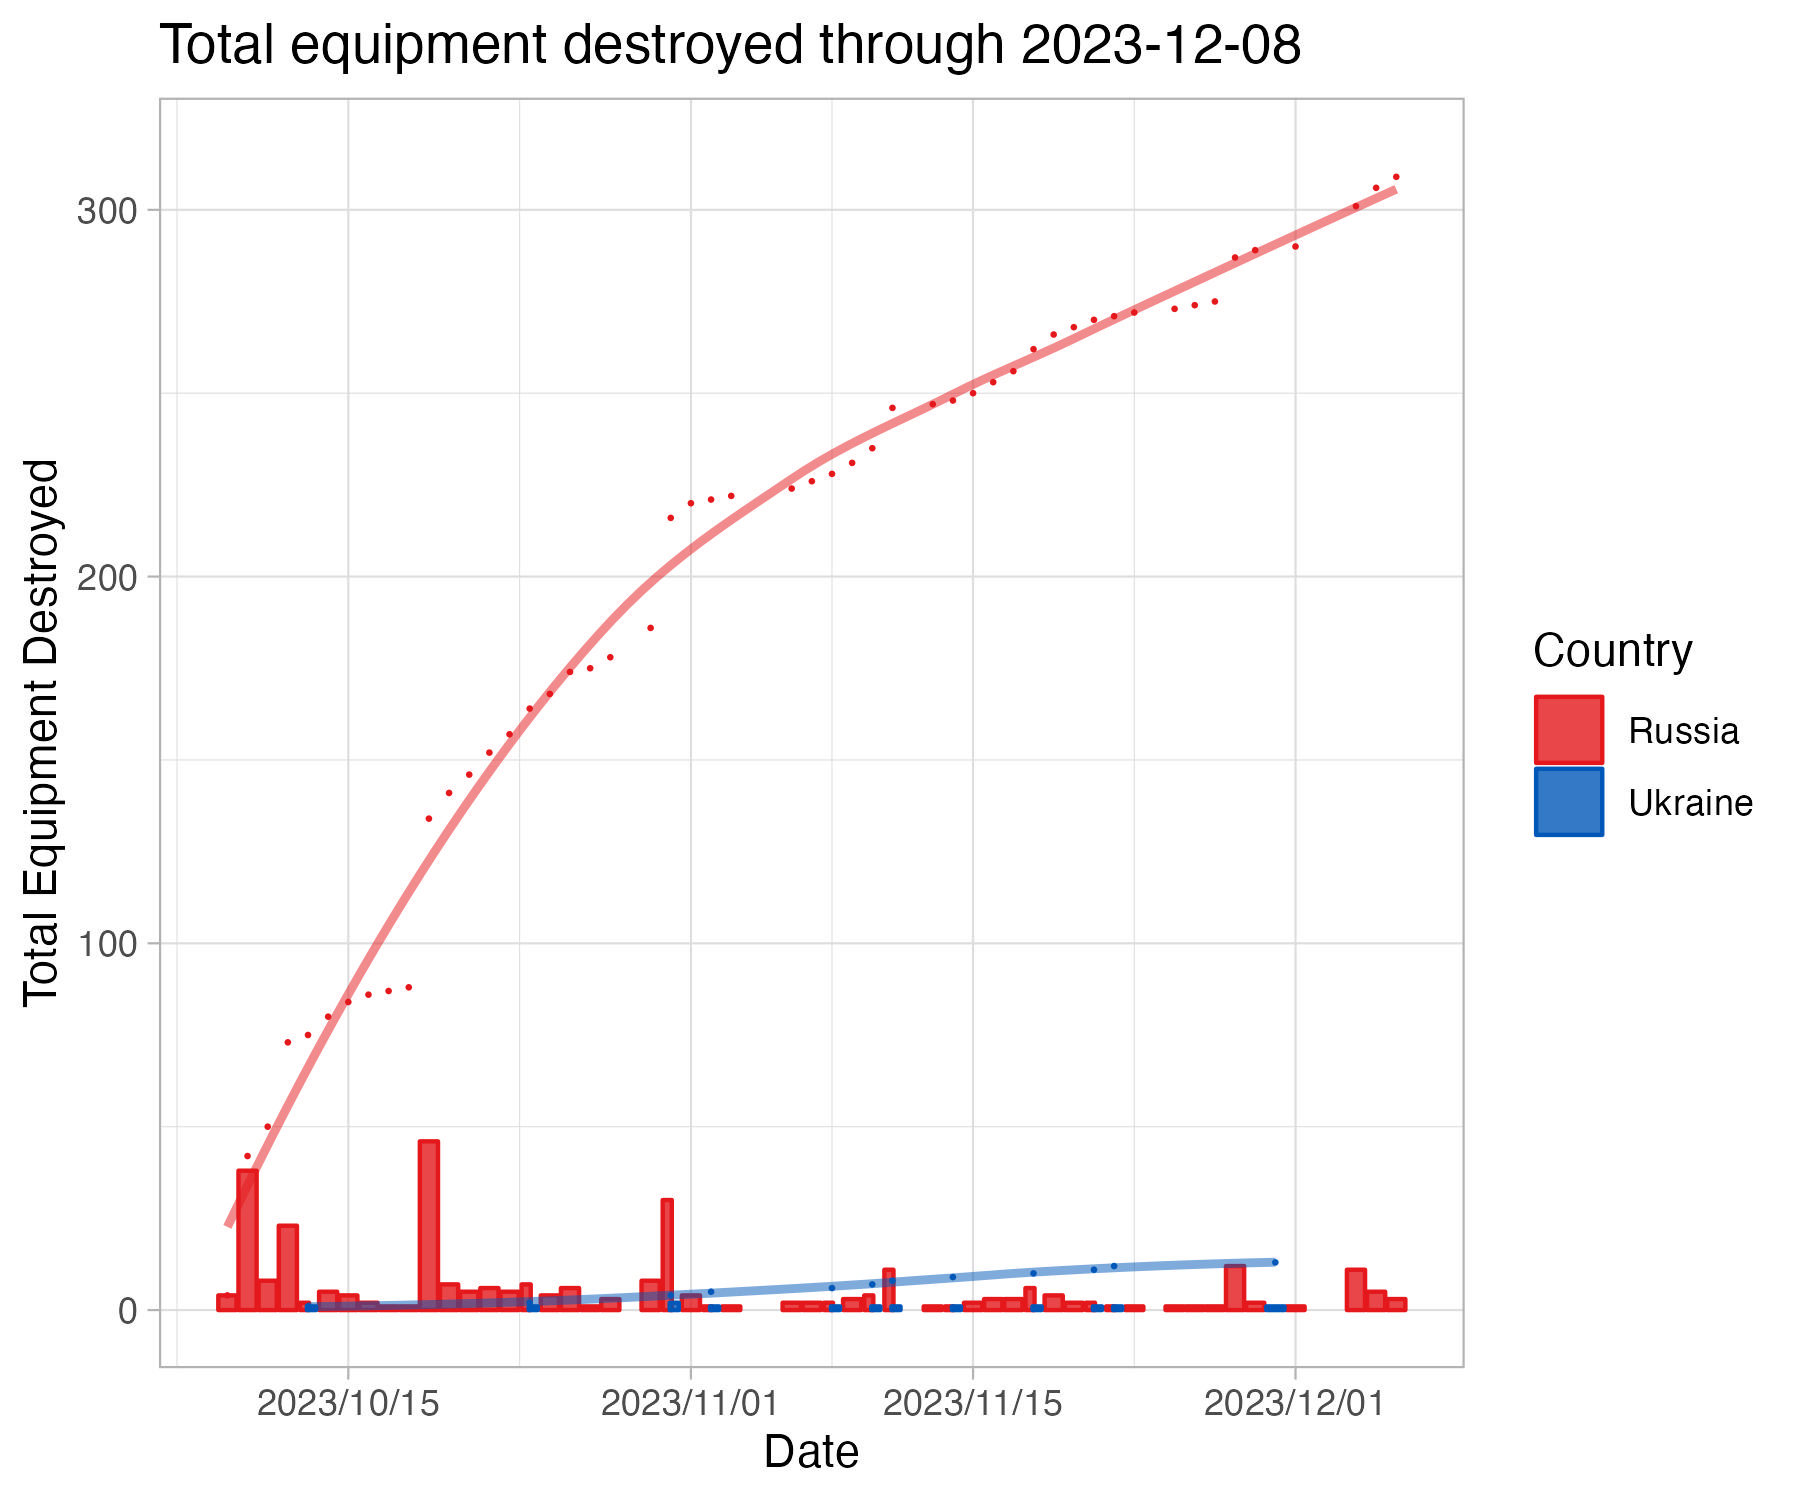 Total equipment destroyed through 2023-12-08
Total Equipment Destroyed
300
200
100
0
2023/10/15
2023/11/01
2023/11/15
2023/12/01
Date
Country
Russia
Ukraine